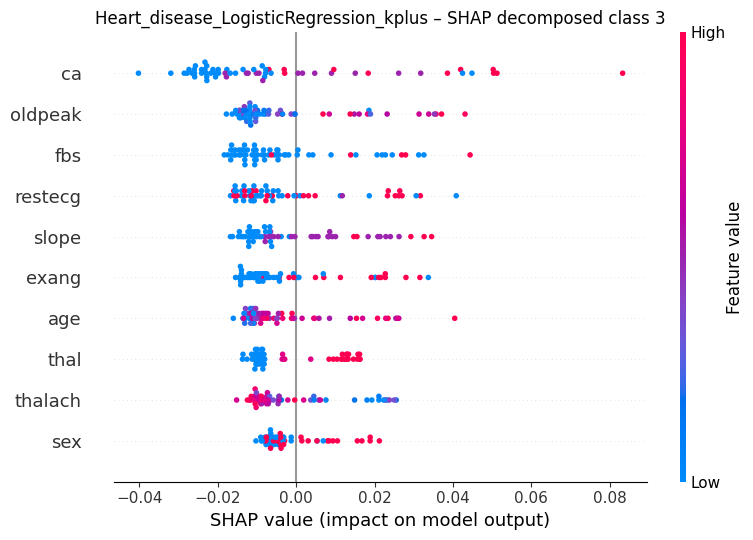 Heart_disease_LogisticRegression_kplus – SHAP decomposed class 3
High
ca
oldpeak
fbs
restecg
slope
exang
age
thal
thalach
sex
Feature value
Low
−0.04 −0.02 0.00 0.02 0.04 0.06 0.08
SHAP value (impact on model output)